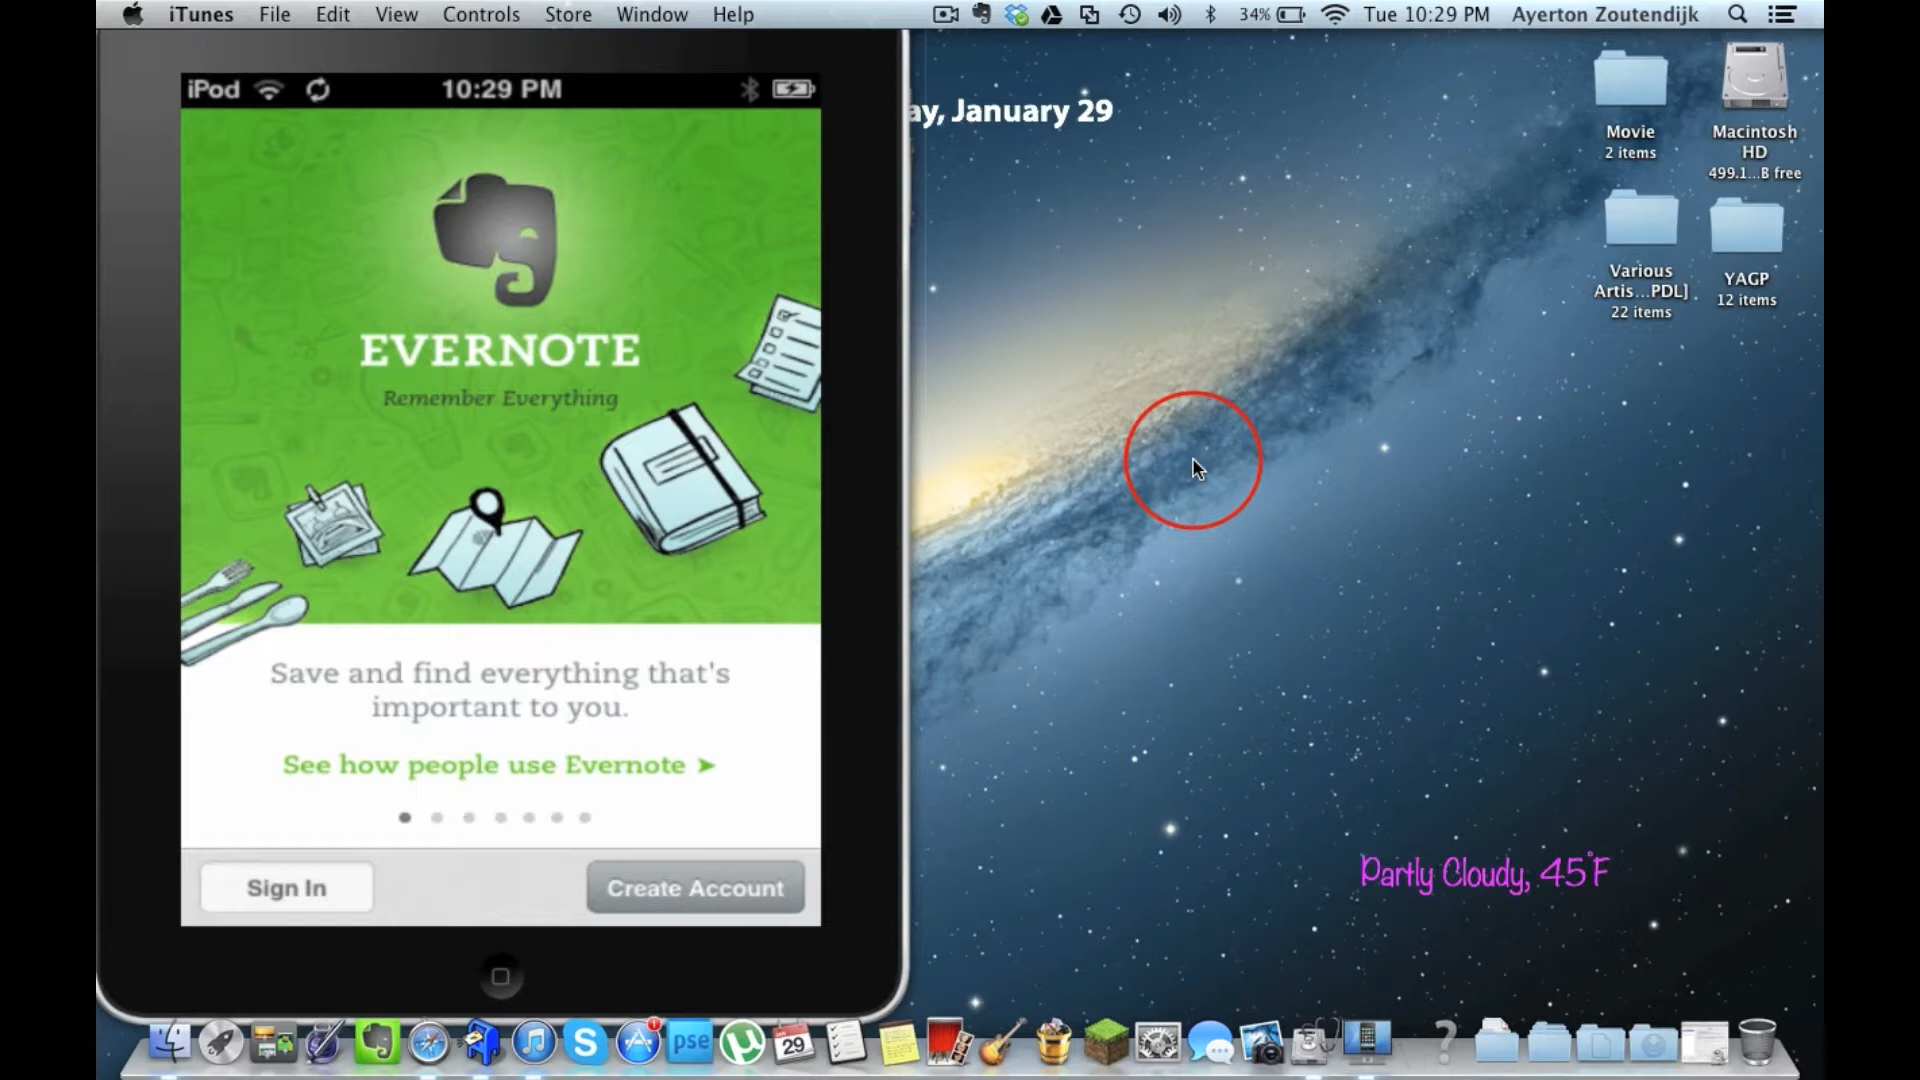 iTunes File Edit View Controls Store Window Help
34% Tue 10:29 PM Ayerton Zoutendijk
iPod 10:29 PM
ay, January 29
EVERNOTE
Remember Everything
Save and find everything that's
important to you.
See how people use Evernote ➤
Sign In Create Account
Movie
2 items
Macintosh
HD
499.1...B free
Various
Artis...PDL]
22 items
YAGP
12 items
Partly Cloudy, 45°F
S
1
pse
µ
29
?